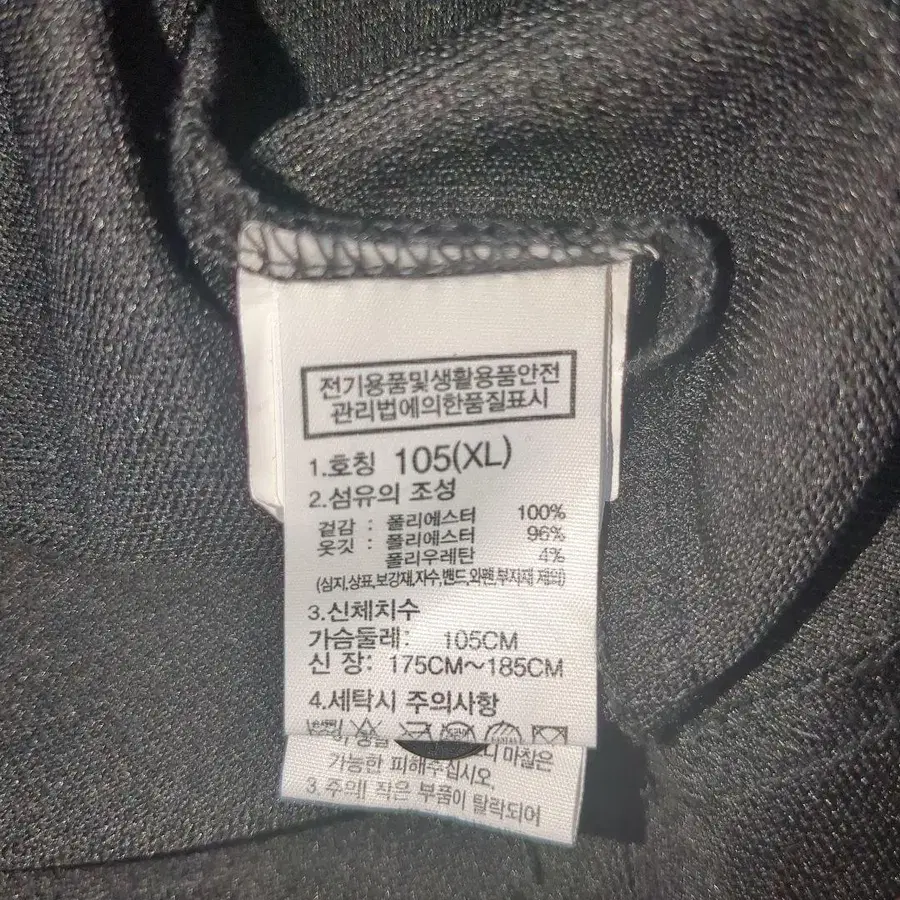 전기용품및생활용품안전
관리법에의한품질표시
1.호칭 105(XL)
2.섬유의 조성
겉감 : 폴리에스터 100%
옷깃 : 폴리에스터 96%
폴리우레탄 4%
(심지,상표,보강재,자수,밴드,외팬,부자재 제외)
3.신체치수
가슴둘레: 105CM
신 장: 175CM~185CM
4.세탁시 주의사항
마찰은
가능한 피해주십시오.
3. 주의! 작은 부품이 탈락되어